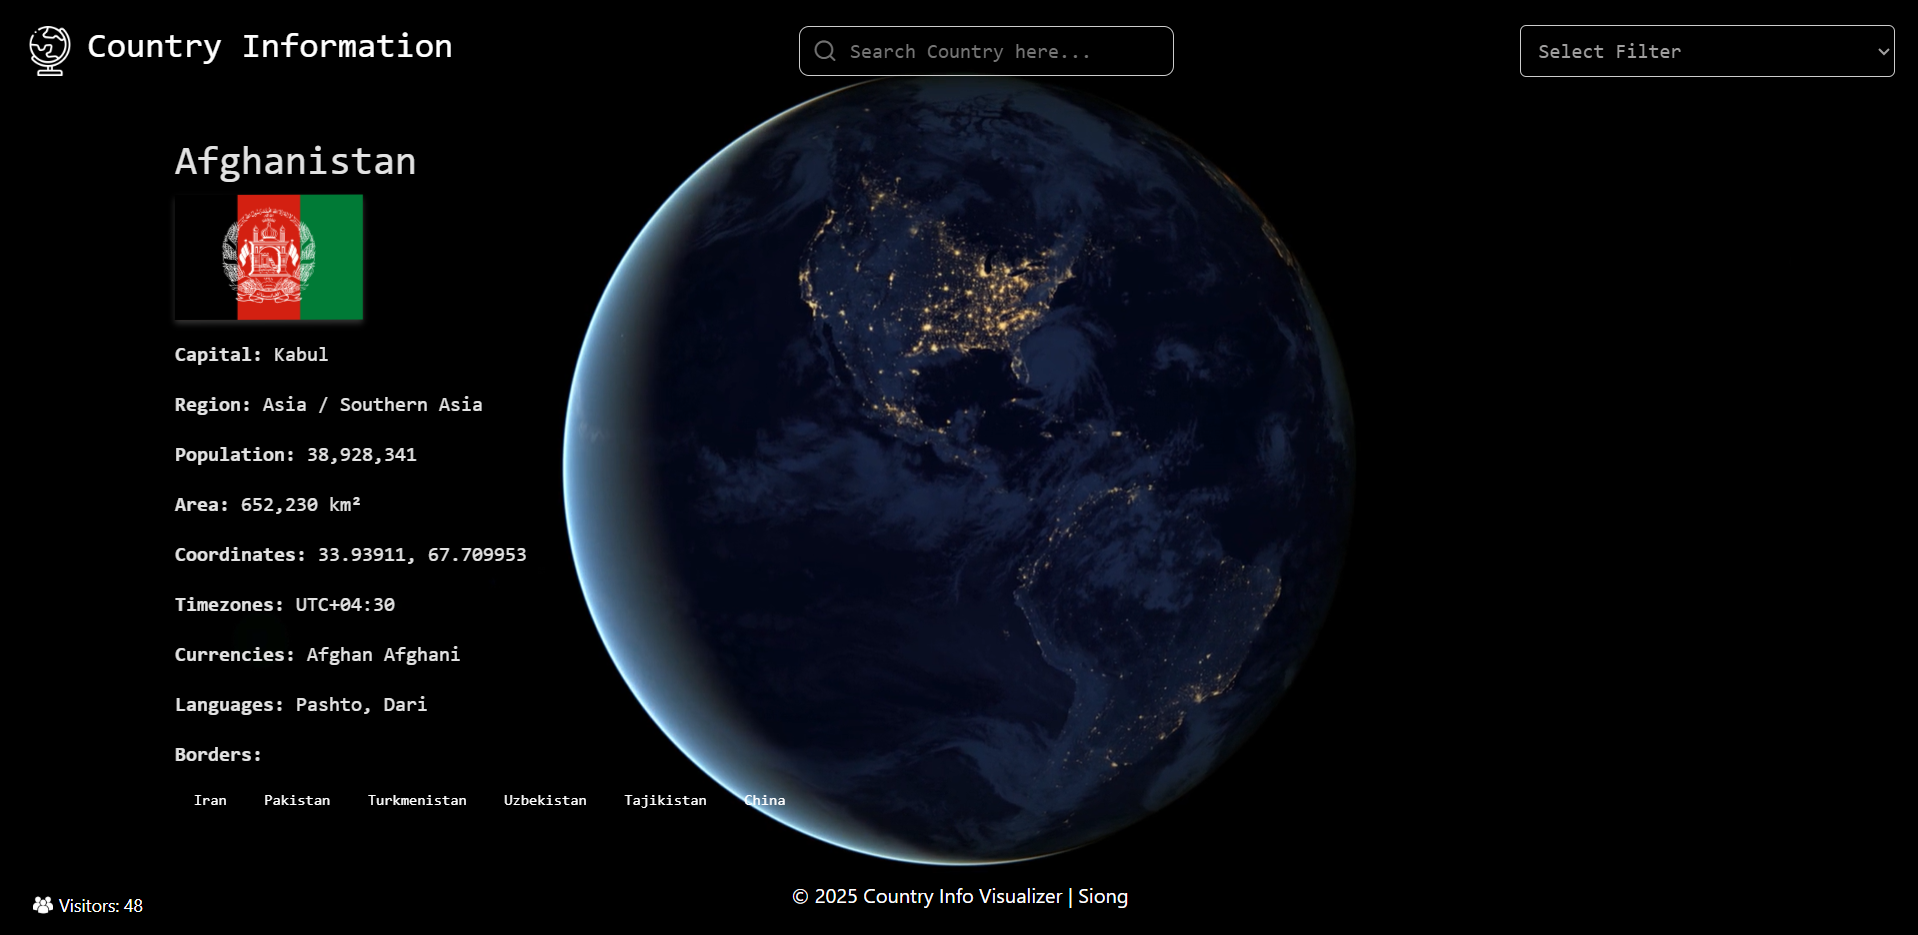 Country Information
Search Country here...
Select Filter
Afghanistan
Capital: Kabul
Region: Asia / Southern Asia
Population: 38,928,341
Area: 652,230 km²
Coordinates: 33.93911, 67.709953
Timezones: UTC+04:30
Currencies: Afghan Afghani
Languages: Pashto, Dari
Borders:
Iran Pakistan Turkmenistan Uzbekistan Tajikistan China
© 2025 Country Info Visualizer | Siong
Visitors: 48